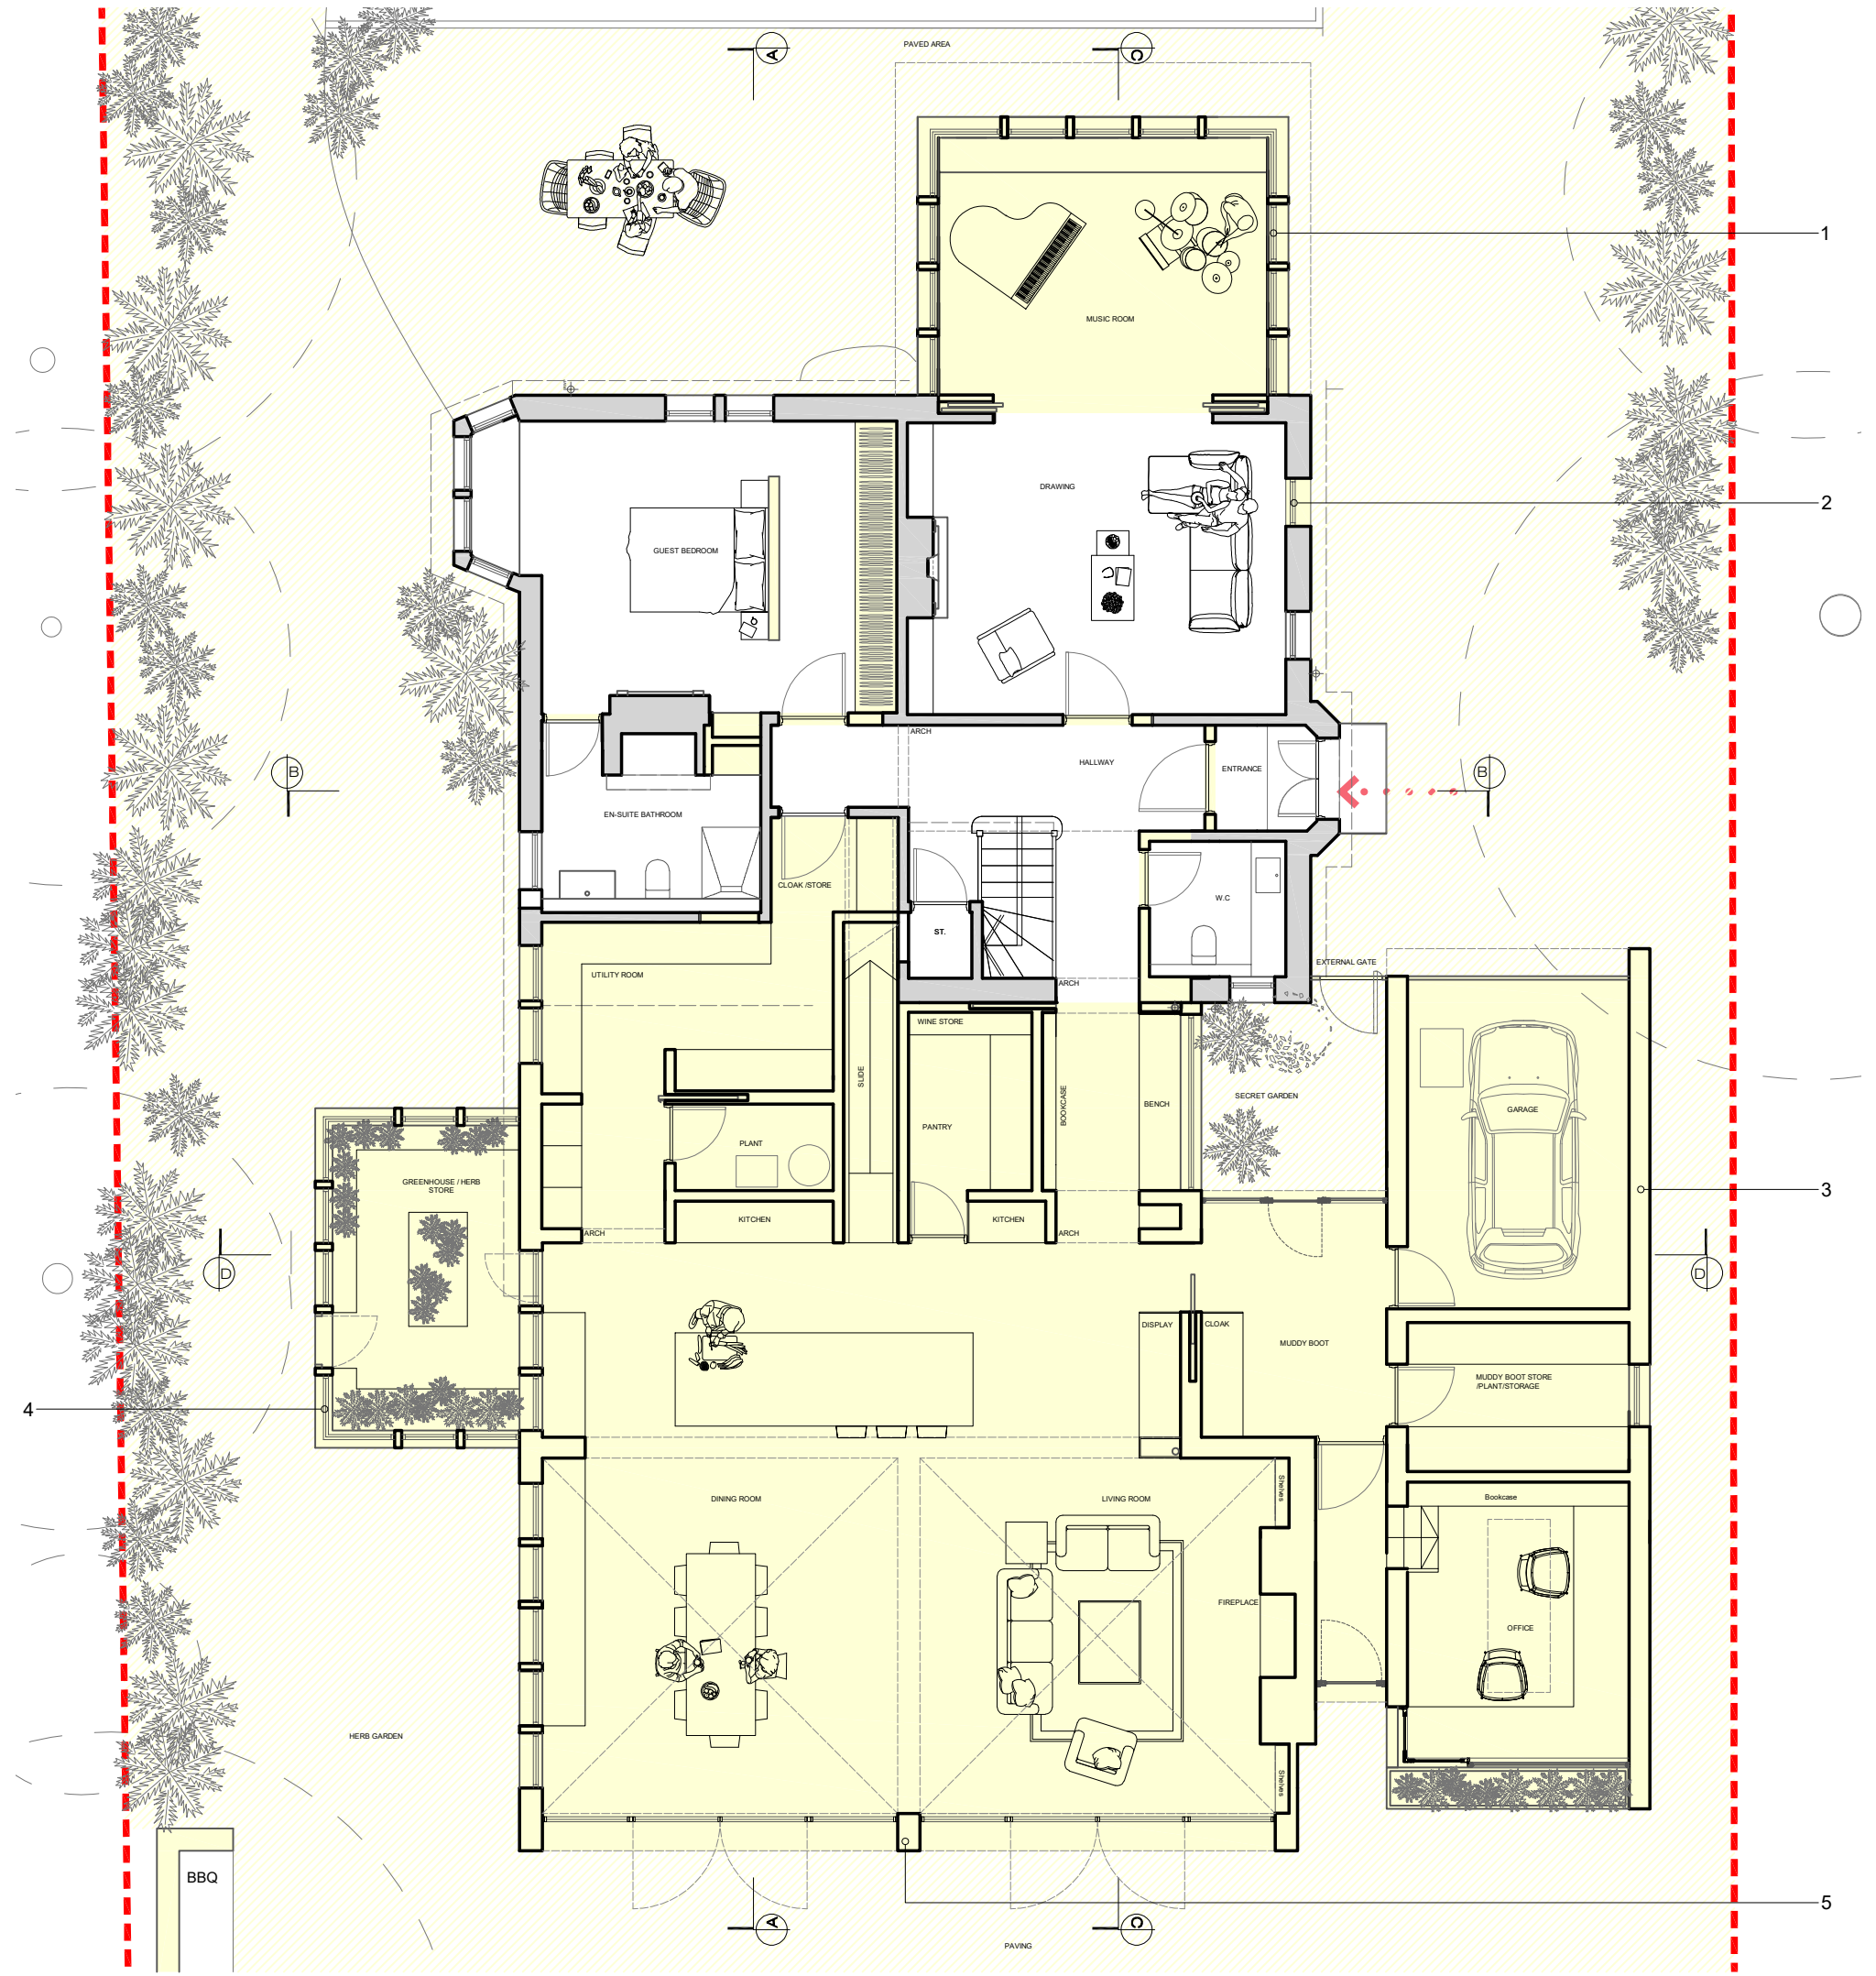 PAVED AREA
A
C
1
MUSIC ROOM
2
DRAWING
GUEST BEDROOM
ARCH
HALLWAY
ENTRANCE
B
B
EN-SUITE BATHROOM
CLOAK /STORE
W.C
ST.
UTILITY ROOM
EXTERNAL GATE
ARCH
WINE STORE
SLIDE
BOOKCASE
BENCH
SECRET GARDEN
GARAGE
PANTRY
PLANT
GREENHOUSE / HERB
STORE
3
KITCHEN
KITCHEN
ARCH
ARCH
D
D
DISPLAY
CLOAK
MUDDY BOOT
MUDDY BOOT STORE
/PLANT/STORAGE
4
DINING ROOM
LIVING ROOM
Shelves
Bookcase
FIREPLACE
OFFICE
HERB GARDEN
Shelves
BBQ
5
A
C
PAVING